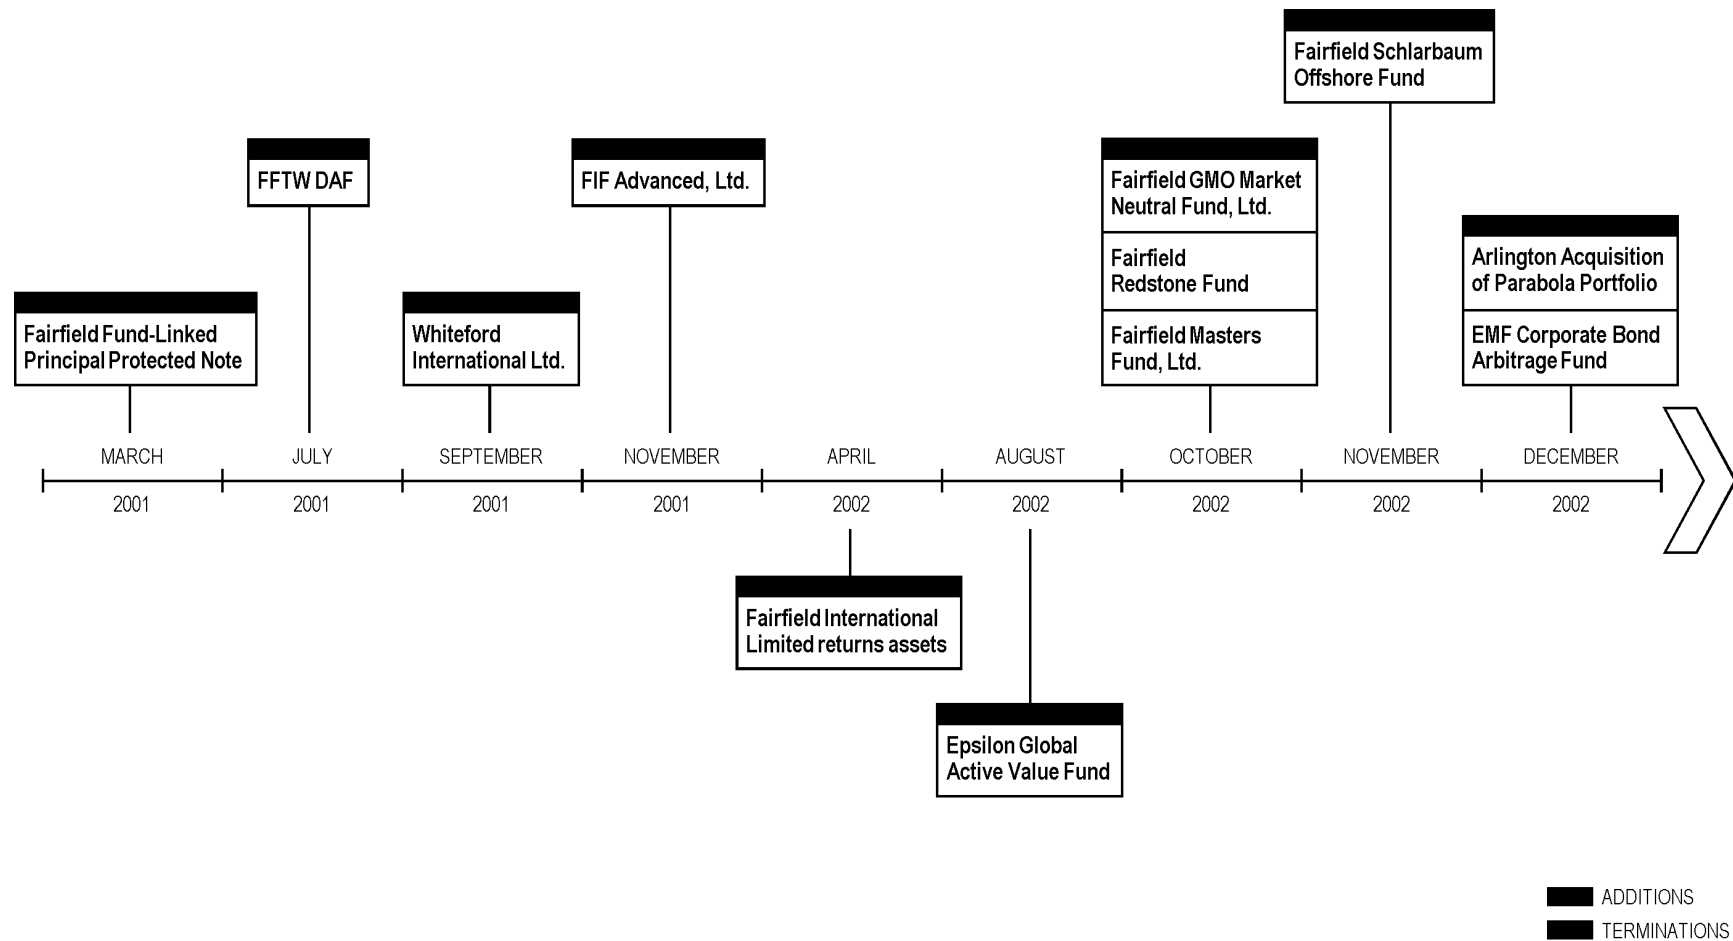 Fairfield Schlarbaum
Offshore Fund
FFTW DAF
FIF Advanced, Ltd.
Fairfield GMO Market
Neutral Fund, Ltd.
Fairfield
Redstone Fund
Fairfield Masters
Fund, Ltd.
Arlington Acquisition
of Parabola Portfolio
EMF Corporate Bond
Arbitrage Fund
Fairfield Fund-Linked
Principal Protected Note
Whiteford
International Ltd.
MARCH
JULY
SEPTEMBER
NOVEMBER
APRIL
AUGUST
OCTOBER
NOVEMBER
DECEMBER
2001
2001
2001
2001
2002
2002
2002
2002
2002
Fairfield International
Limited returns assets
Epsilon Global
Active Value Fund
ADDITIONS
TERMINATIONS